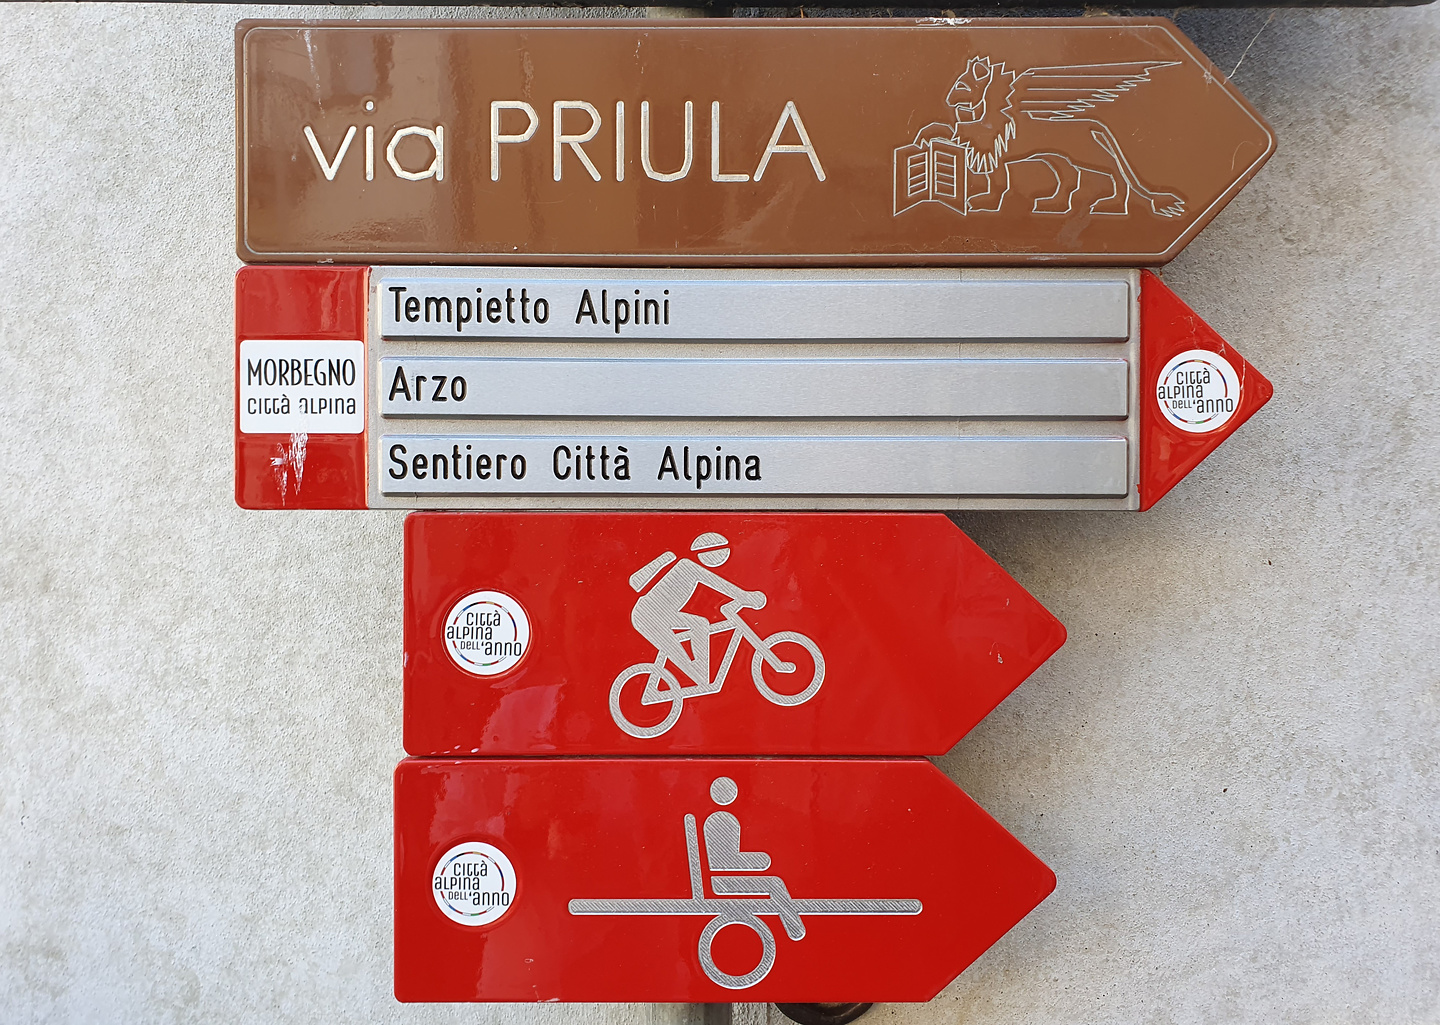 via PRIULA
Tempietto Alpini
MORBEGNO
città alpina
Arzo
Sentiero Città Alpina
città
alpina
dell'anno
città
alpina
dell'anno
città
alpina
dell'anno